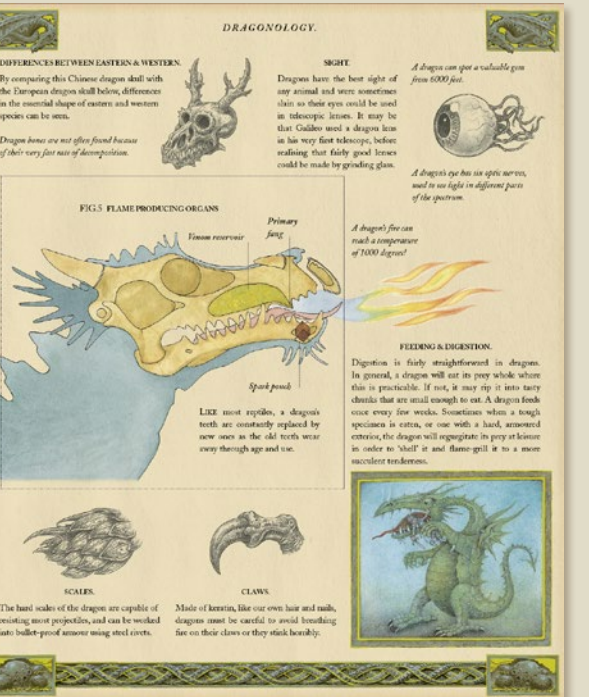 DRAGONOLOGY.
DIFFERENCES BETWEEN EASTERN & WESTERN.
By comparing this Chinese dragon skull with
the European dragon skull below, differences
in the essential shape of eastern and western
species can be seen.
Dragon bones are not often found because
of their very fast rate of decomposition.
SIGHT.
Dragons have the best sight of
any animal and were sometimes
slain so their eyes could be used
in telescopic lenses. It may be
that Galileo used a dragon lens
in his very first telescope, before
realising that fairly good lenses
could be made by grinding glass.
A dragon can spot a valuable gem
from 6000 feet.
A dragon's eye has six optic nerves,
used to see light in different parts
of the spectrum.
FIG.5 FLAME PRODUCING ORGANS
Venom reservoir
Primary
fang
Spark pouch
LIKE most reptiles, a dragon's
teeth are constantly replaced by
new ones as the old teeth wear
away through age and use.
A dragon's fire can
reach a temperature
of 1000 degrees!
FEEDING & DIGESTION.
Digestion is fairly straightforward in dragons.
In general, a dragon will eat its prey whole where
this is practicable. If not, it may rip it into tasty
chunks that are small enough to eat. A dragon feeds
once every few weeks. Sometimes when a tough
specimen is eaten, or one with a hard, armoured
exterior, the dragon will regurgitate its prey at leisure
in order to 'shell' it and flame-grill it to a more
succulent tenderness.
SCALES.
The hard scales of the dragon are capable of
resisting most projectiles, and can be worked
into bullet-proof armour using steel rivets.
CLAWS.
Made of keratin, like our own hair and nails,
dragons must be careful to avoid breathing
fire on their claws or they stink horribly.